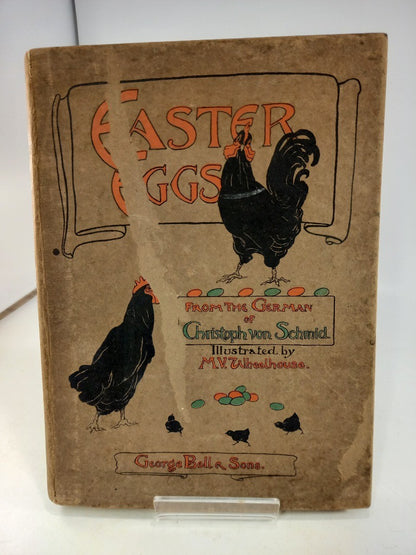 EASTER
EGGS
FROM THE GERMAN
OF
Christoph von Schmid.
Illustrated. by
M.V. Wheelhouse.
George Bell & Sons.